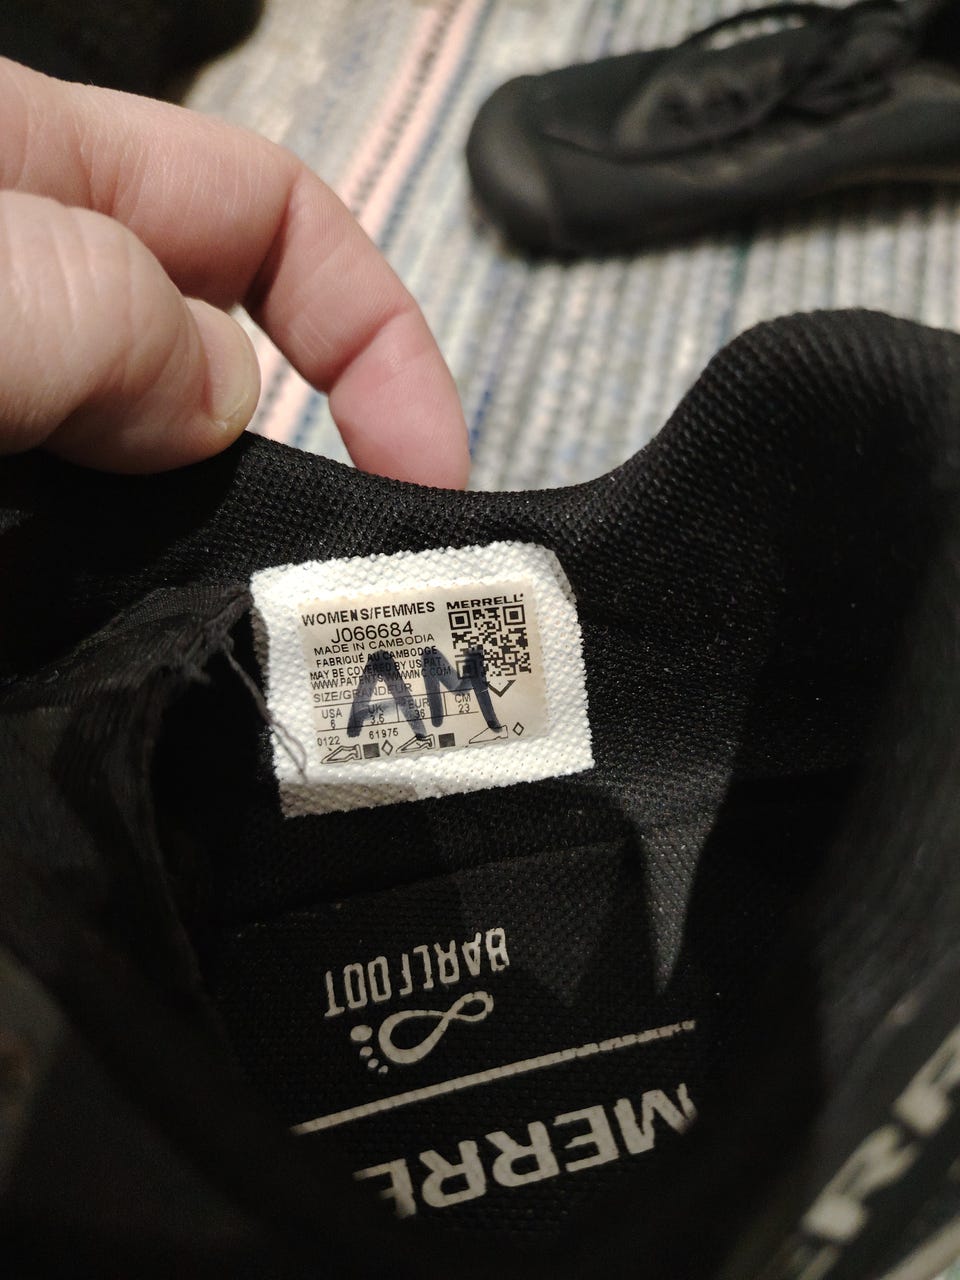 WOMENS/FEMMES
MERRELL
J066684
MADE IN CAMBODIA
FABRIQUÉ AU CAMBODGE
MAY BE COVERED BY US PAT.
SIZE/GRANDEUR
USA UK EUR CM
6 3.5 36 23
0122 61975
AM
BAREFOOT
MERRE